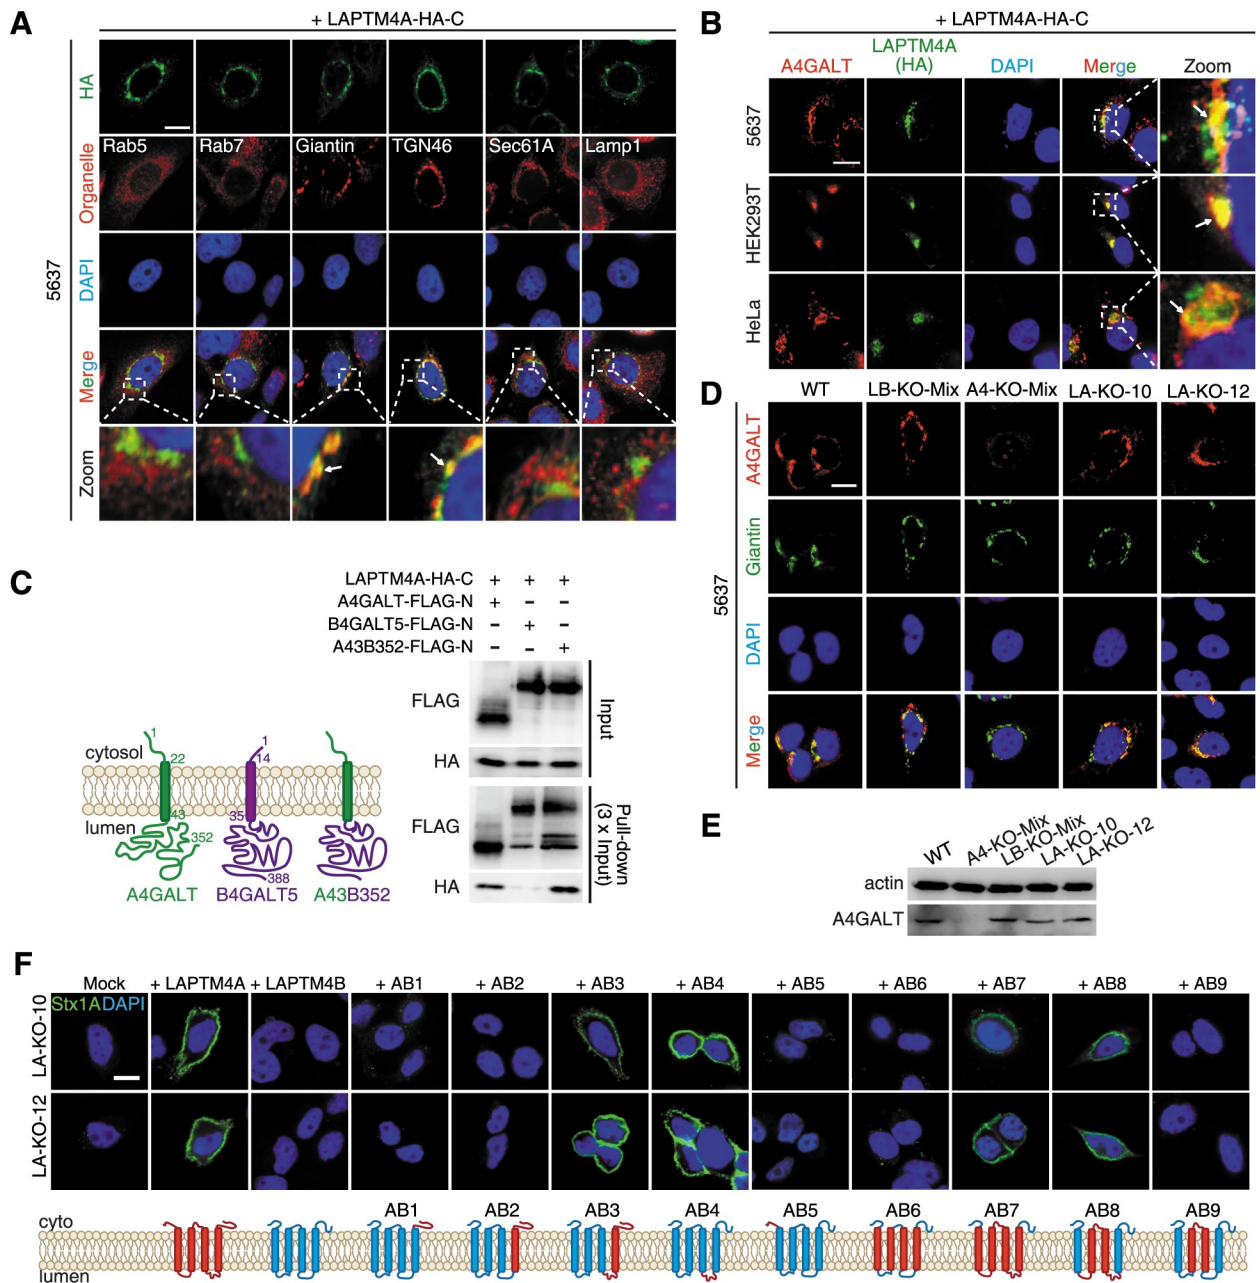 A
+ LAPTM4A-HA-C
5637
HA
Organelle
DAPI
Merge
Zoom
Rab5 Rab7 Giantin TGN46 Sec61A Lamp1
B
+ LAPTM4A-HA-C
A4GALT LAPTM4A (HA) DAPI Merge Zoom
5637
HEK293T
HeLa
C
LAPTM4A-HA-C + + +
A4GALT-FLAG-N + − −
B4GALT5-FLAG-N − + −
A43B352-FLAG-N − − +
FLAG
HA
Input
FLAG
HA
Pull-down
(3 x Input)
cytosol
lumen
1
22
43
352
1
14
35
388
A4GALT B4GALT5 A43B352
D
WT LB-KO-Mix A4-KO-Mix LA-KO-10 LA-KO-12
5637
A4GALT
Giantin
DAPI
Merge
E
WT A4-KO-Mix LB-KO-Mix LA-KO-10 LA-KO-12
actin
A4GALT
F
Mock + LAPTM4A + LAPTM4B + AB1 + AB2 + AB3 + AB4 + AB5 + AB6 + AB7 + AB8 + AB9
Stx1A DAPI
LA-KO-10
LA-KO-12
AB1 AB2 AB3 AB4 AB5 AB6 AB7 AB8 AB9
cyto
lumen